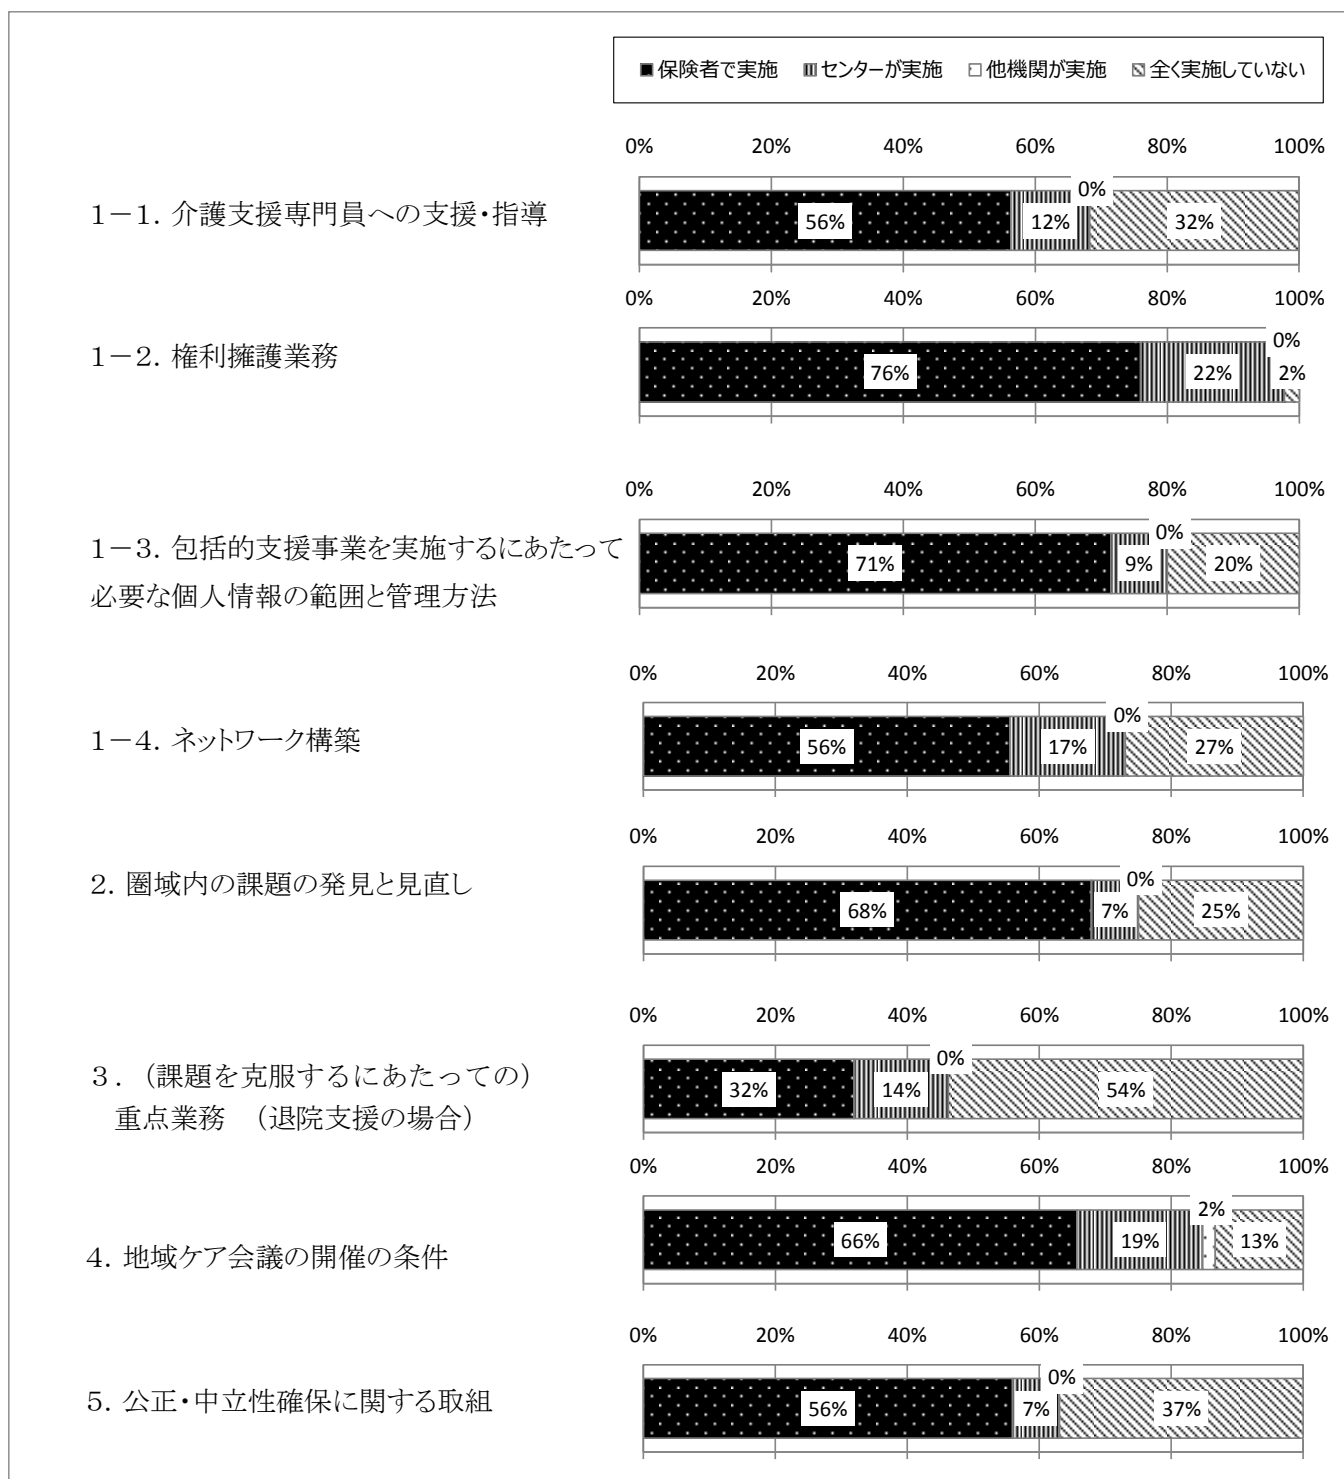 ■保険者で実施 センターが実施 □他機関が実施 全く実施していない
0% 20% 40% 60% 80% 100%
0%
1－1．介護支援専門員への支援・指導
56% 12% 32%
0% 20% 40% 60% 80% 100%
0%
1－2．権利擁護業務
76% 22% 2%
0% 20% 40% 60% 80% 100%
0%
1－3．包括的支援事業を実施するにあたって
71% 9% 20%
必要な個人情報の範囲と管理方法
0% 20% 40% 60% 80% 100%
0%
1－4．ネットワーク構築
56% 17% 27%
0% 20% 40% 60% 80% 100%
0%
2．圏域内の課題の発見と見直し
68% 7% 25%
0% 20% 40% 60% 80% 100%
0%
3．（課題を克服するにあたっての）
32% 14% 54%
重点業務　（退院支援の場合）
0% 20% 40% 60% 80% 100%
2%
66% 19% 13%
4．地域ケア会議の開催の条件
0% 20% 40% 60% 80% 100%
0%
5．公正・中立性確保に関する取組
56% 7% 37%